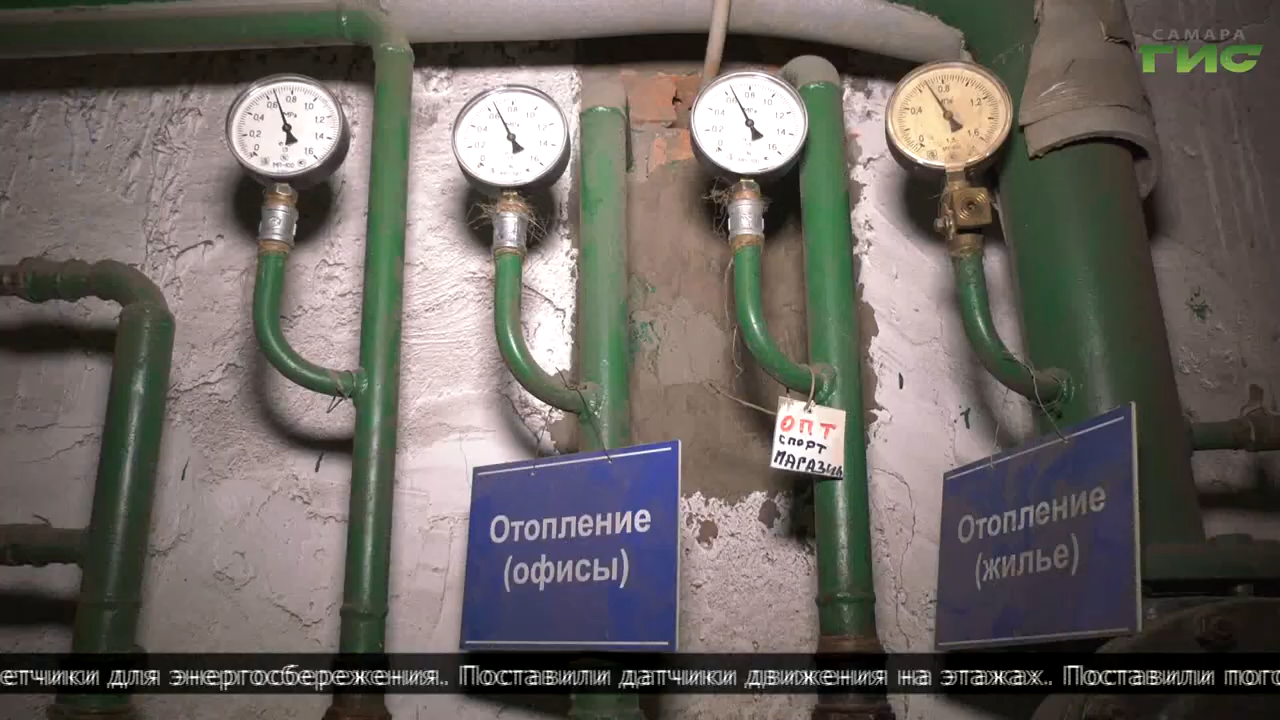 САМАРА
ГИС
ОПТ
СПОРТ
МАГАЗИН
Отопление
(офисы)
Отопление
(жилье)
етчики для энергосбережения.. Поставили датчики движения на этажах.. Поставили пого